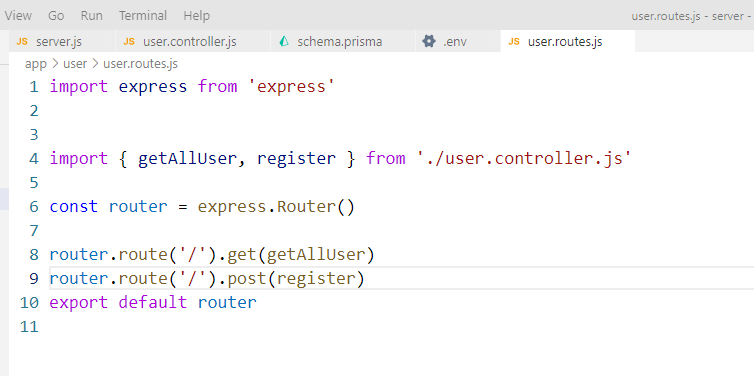 View Go Run Terminal Help user.routes.js - server -
JS server.js JS user.controller.js schema.prisma .env JS user.routes.js
app > user > user.routes.js
1 import express from 'express'
2
3
4 import { getAllUser, register } from './user.controller.js'
5
6 const router = express.Router()
7
8 router.route('/').get(getAllUser)
9 router.route('/').post(register)
10 export default router
11